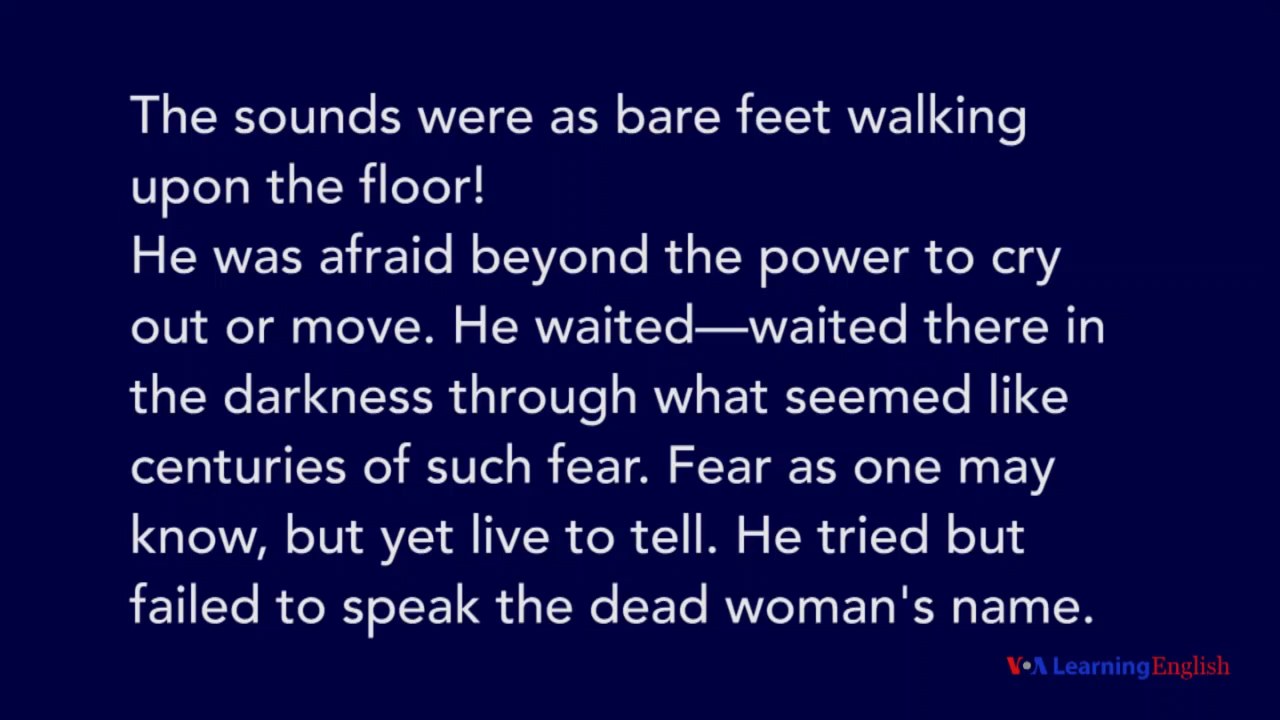 The sounds were as bare feet walking
upon the floor!
He was afraid beyond the power to cry
out or move. He waited—waited there in
the darkness through what seemed like
centuries of such fear. Fear as one may
know, but yet live to tell. He tried but
failed to speak the dead woman's name.
VOA Learning English